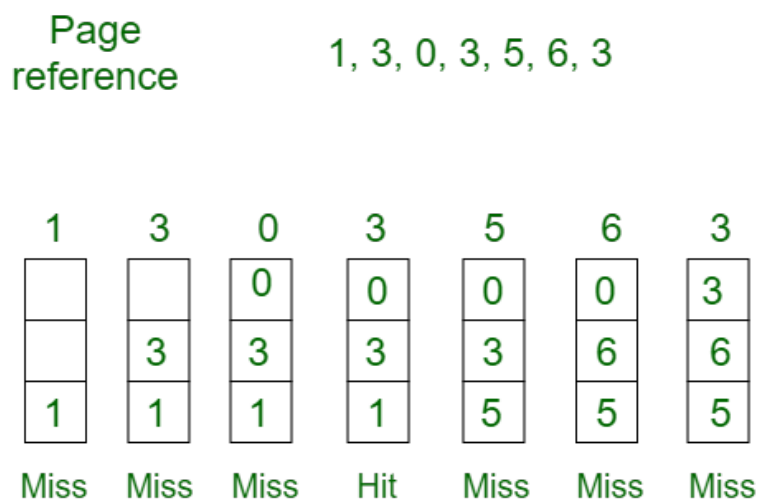 Page
reference
1, 3, 0, 3, 5, 6, 3
1 3 0 3 5 6 3
0 0 0 0 3
3 3 3 3 6 6
1 1 1 1 5 5 5
Miss Miss Miss Hit Miss Miss Miss